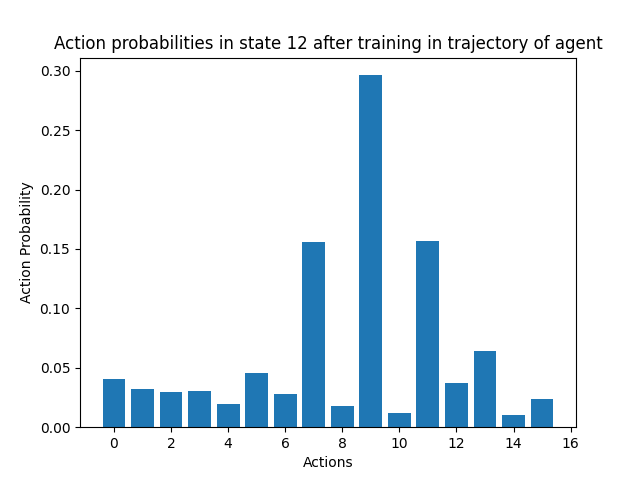 Action probabilities in state 12 after training in trajectory of agent
0.30
0.25
0.20
0.15
0.10
0.05
0.00
Action Probability
0 2 4 6 8 10 12 14 16
Actions